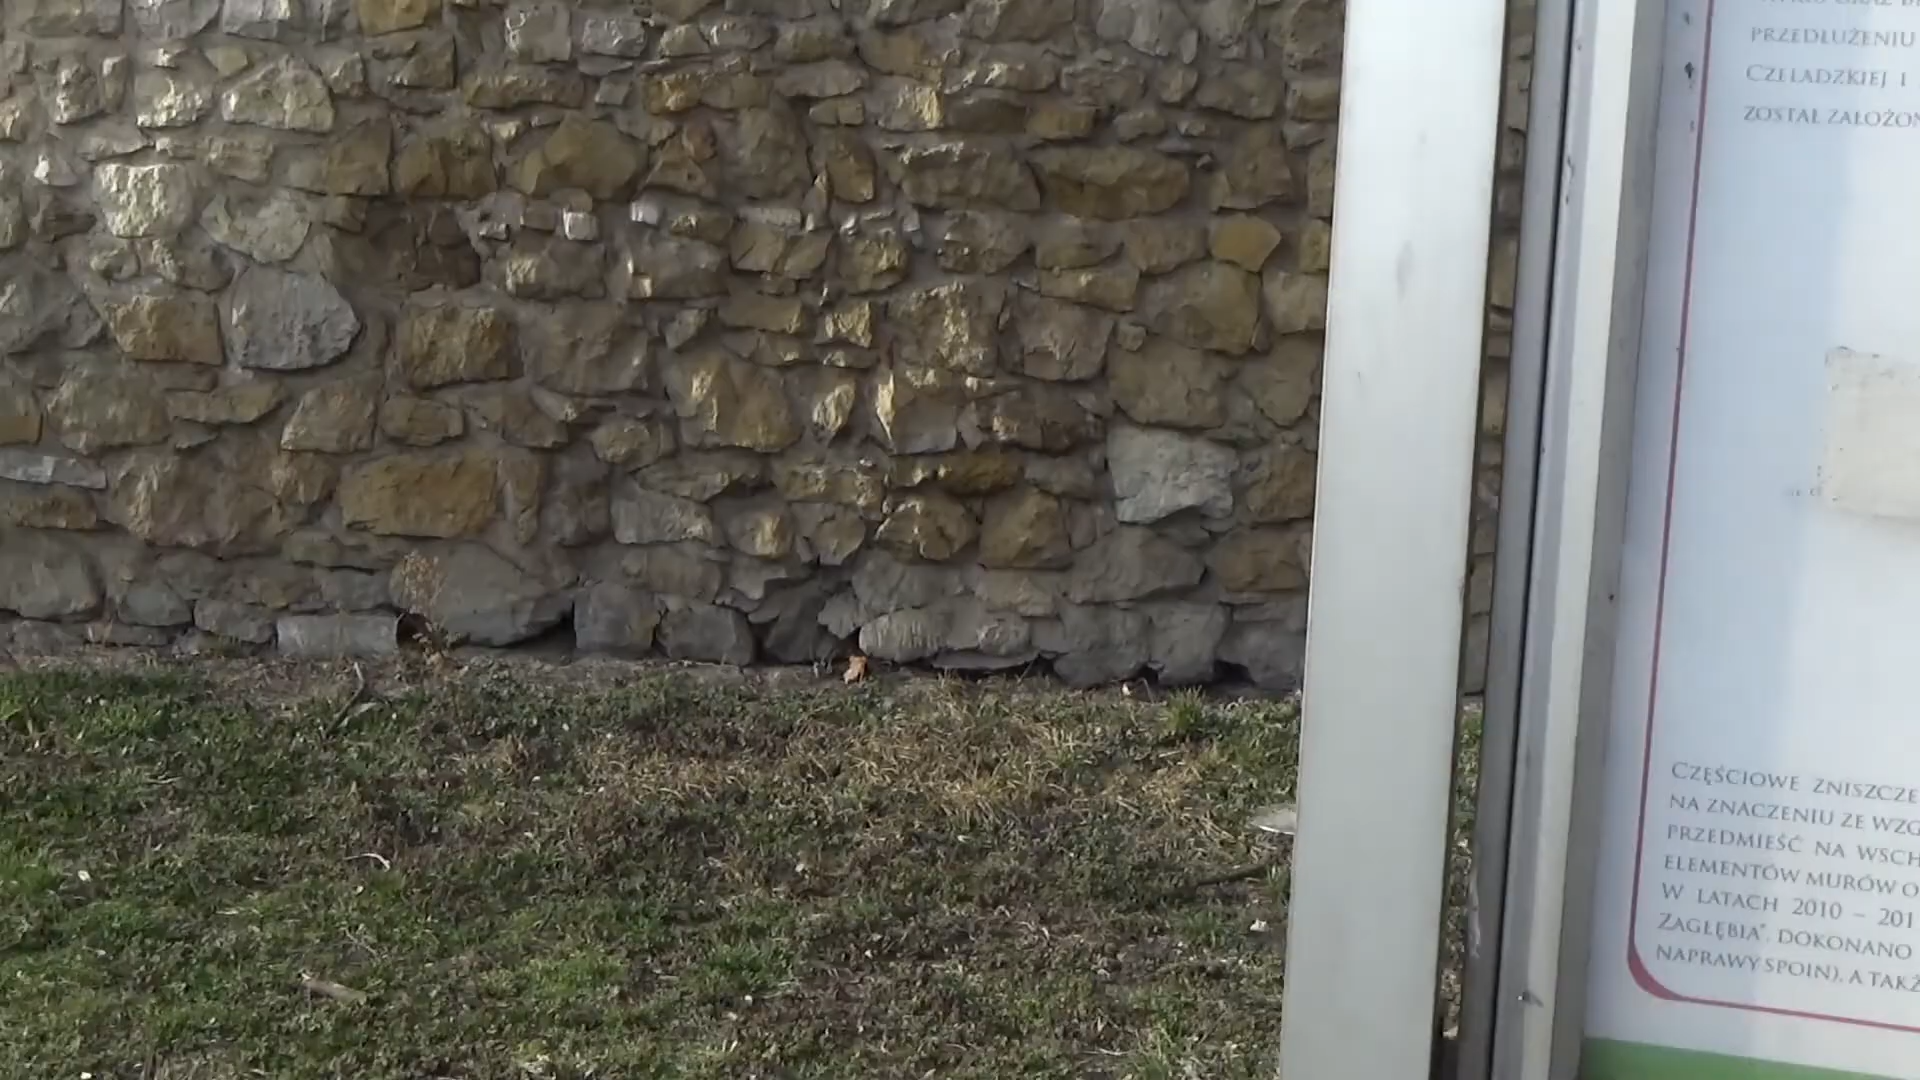 PRZEDŁUŻENIU
CZELADZKIEJ I
ZOSTAŁ ZAŁOŻON
CZĘŚCIOWE ZNISZCZE
NA ZNACZENIU ZE WZG
PRZEDMIEŚĆ NA WSCH
ELEMENTÓW MURÓW O
W LATACH 2010 – 201
ZAGŁĘBIA". DOKONANO
NAPRAWY SPOIN), A TAKŻ